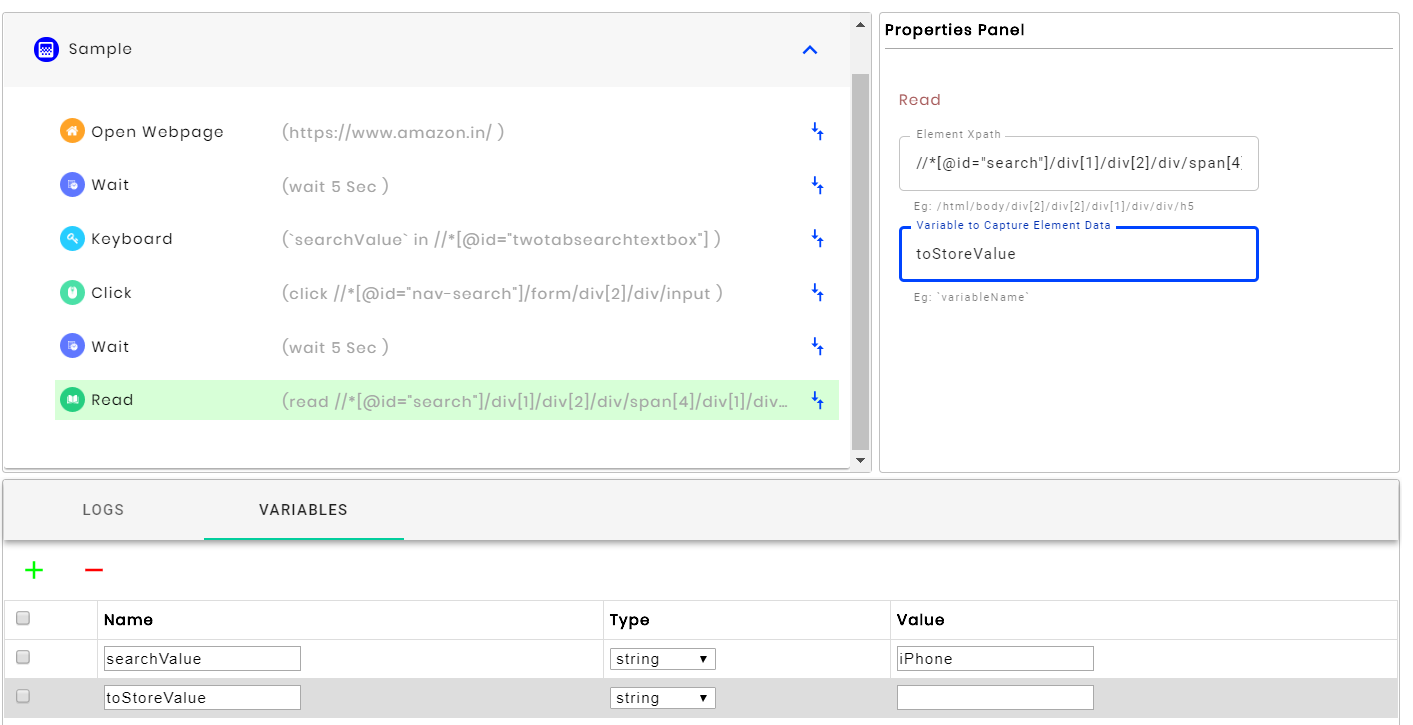 Sample
Open Webpage (https://www.amazon.in/ )
Wait (wait 5 Sec )
Keyboard (`searchValue` in //*[@id="twotabsearchtextbox"] )
Click (click //*[@id="nav-search"]/form/div[2]/div/input )
Wait (wait 5 Sec )
Read (read //*[@id="search"]/div[1]/div[2]/div/span[4]/div[1]/div...
Properties Panel
Read
Element Xpath
//*[@id="search"]/div[1]/div[2]/div/span[4]
Eg: /html/body/div[2]/div[2]/div[1]/div/div/h5
Variable to Capture Element Data
toStoreValue
Eg: `variableName`
LOGS VARIABLES
Name Type Value
searchValue string iPhone
toStoreValue string